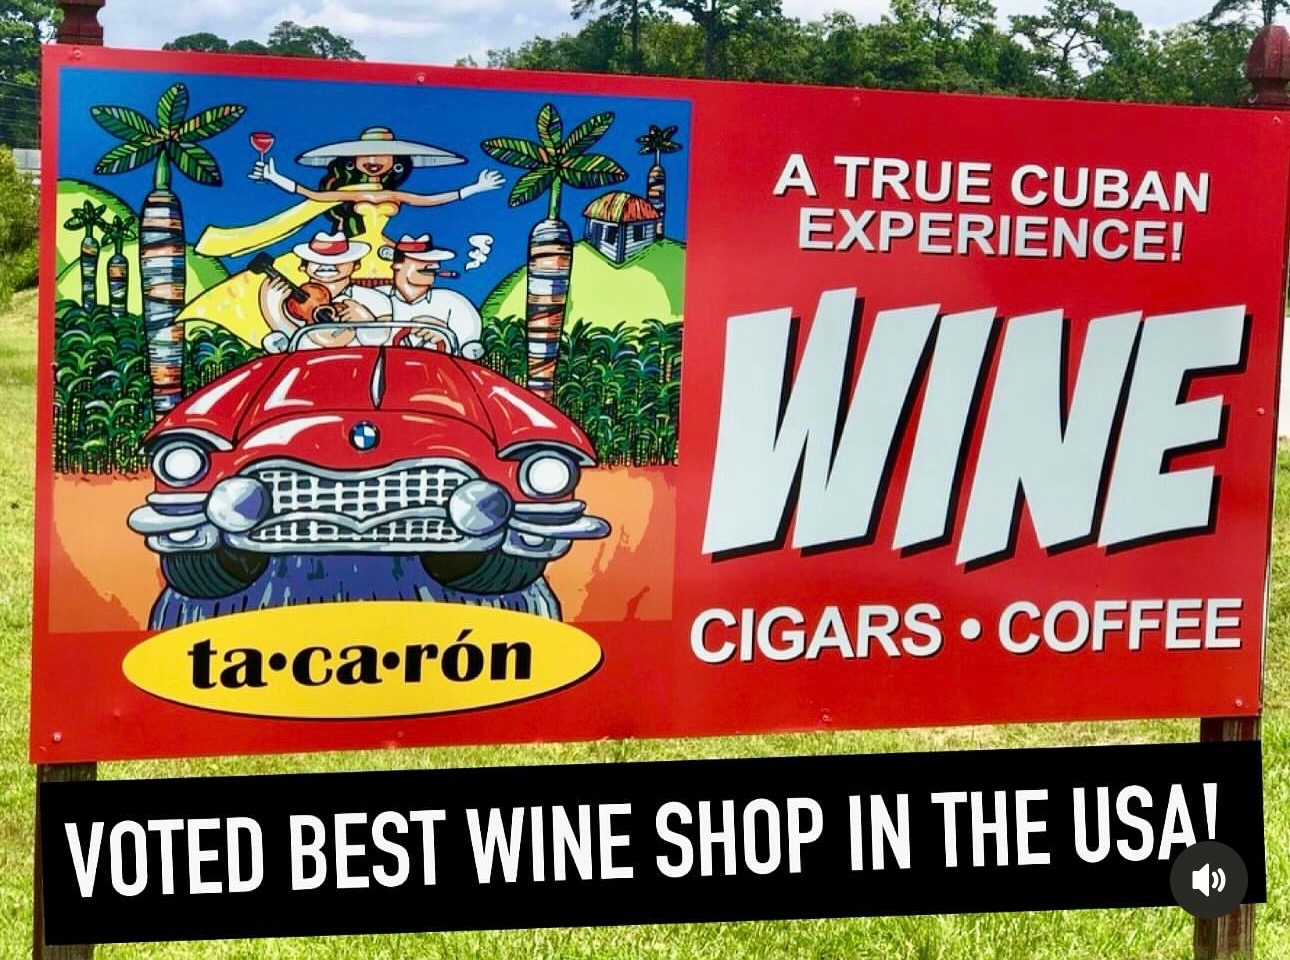 A TRUE CUBAN
EXPERIENCE!
WINE
CIGARS • COFFEE
ta•ca•rón
VOTED BEST WINE SHOP IN THE USA!